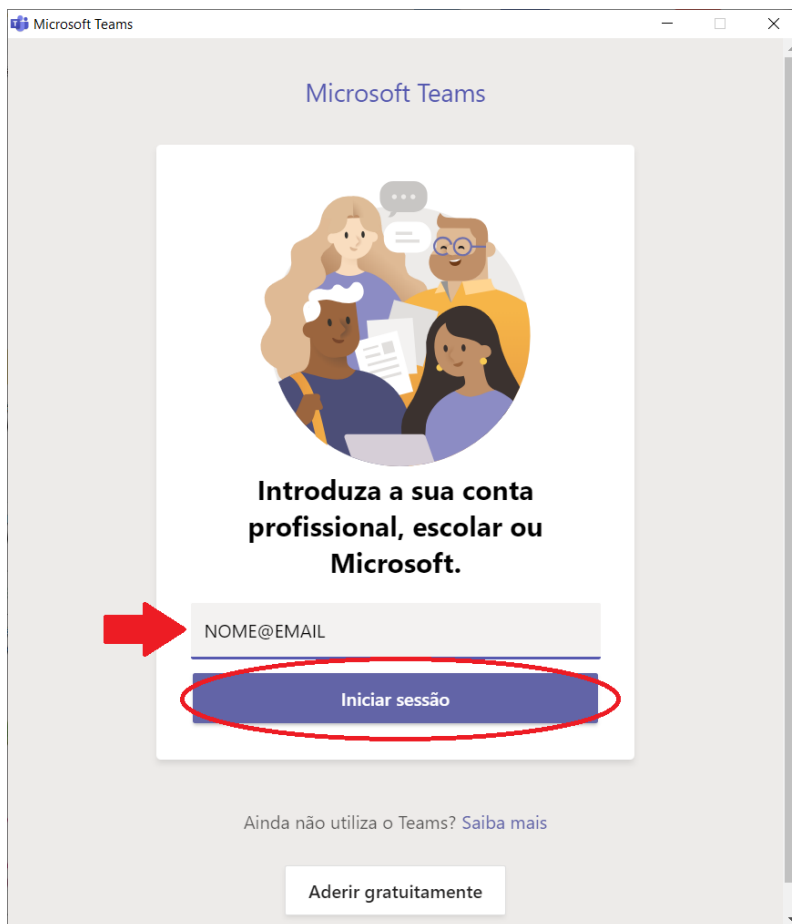 Microsoft Teams
Microsoft Teams
Introduza a sua conta
profissional, escolar ou
Microsoft.
NOME@EMAIL
Iniciar sessão
Ainda não utiliza o Teams? Saiba mais
Aderir gratuitamente